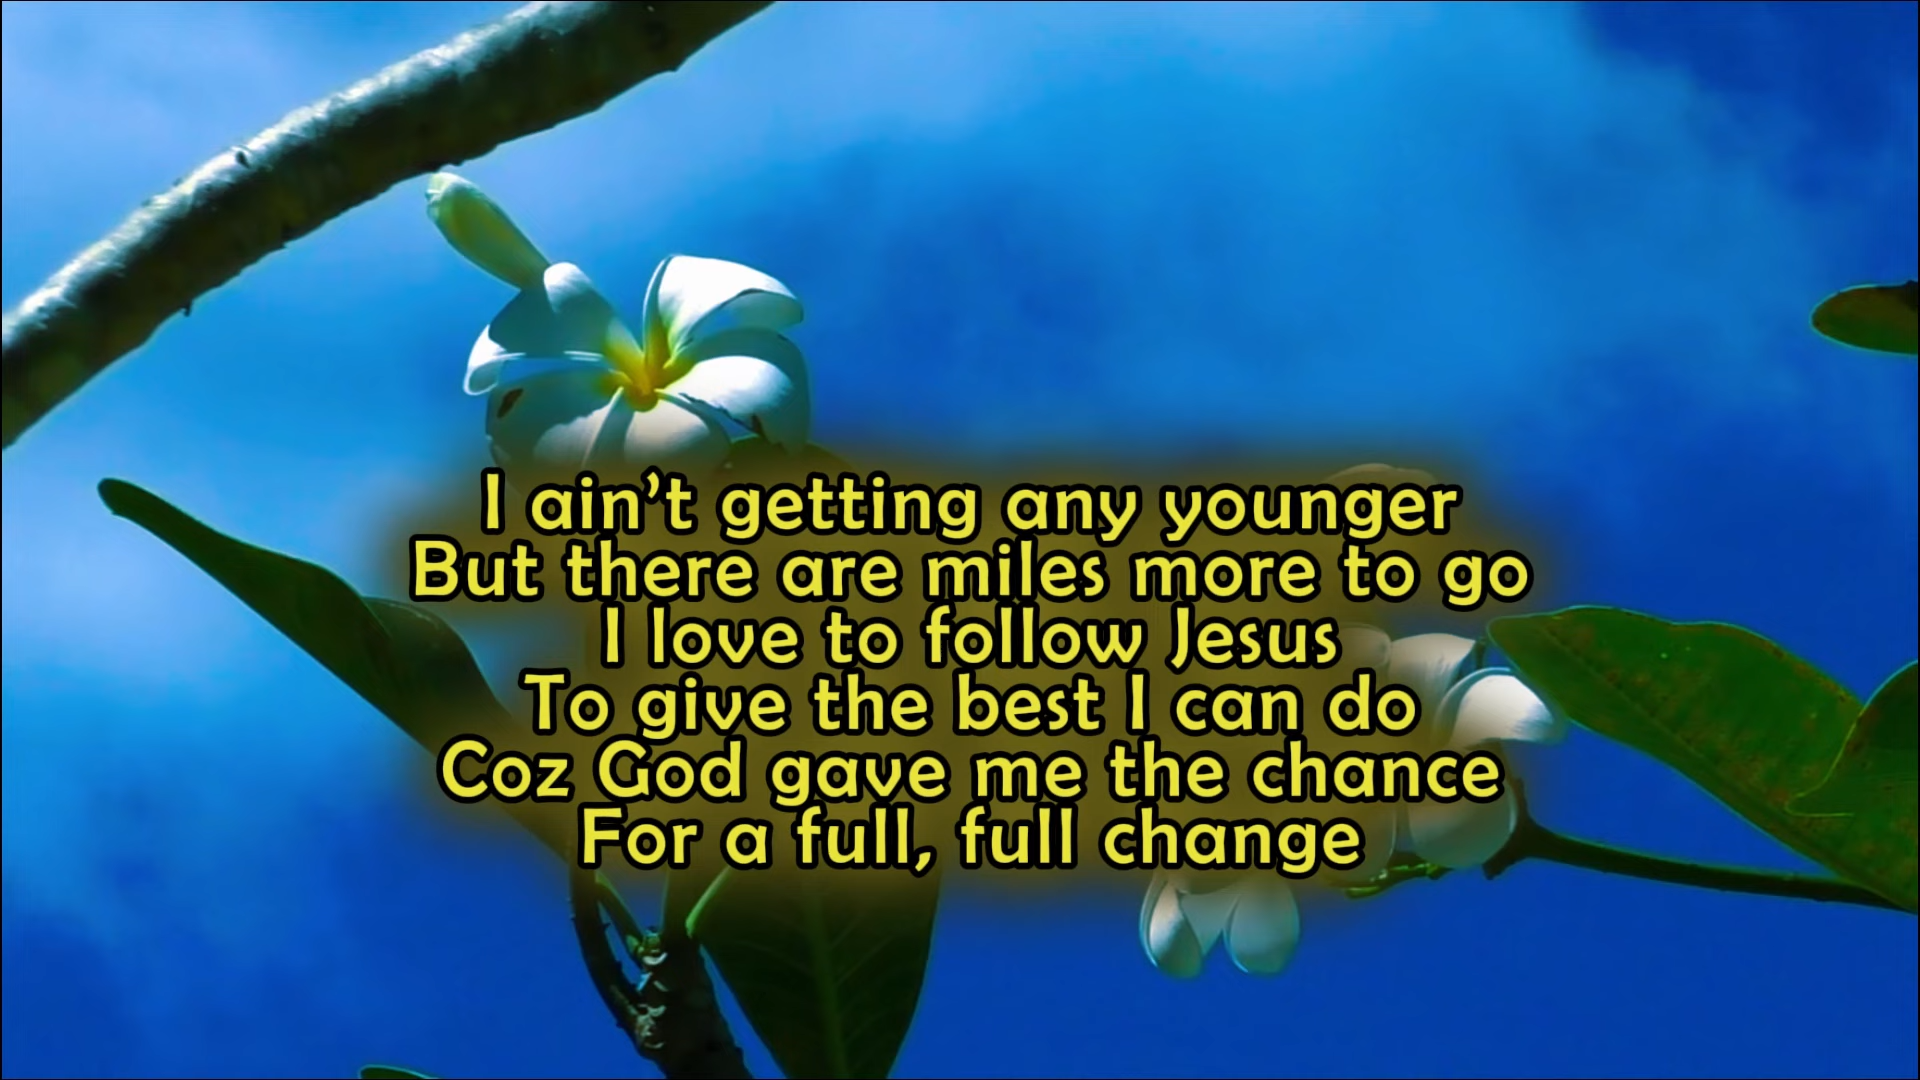 I ain’t getting any younger
But there are miles more to go
I love to follow Jesus
To give the best I can do
Coz God gave me the chance
For a full, full change